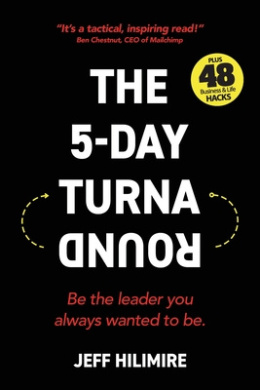 "It's a tactical, inspiring read!"
Ben Chestnut, CEO of Mailchimp
PLUS
48
Business & Life
HACKS
THE
5-DAY
TURNA
ROUND
Be the leader you
always wanted to be.
JEFF HILIMIRE